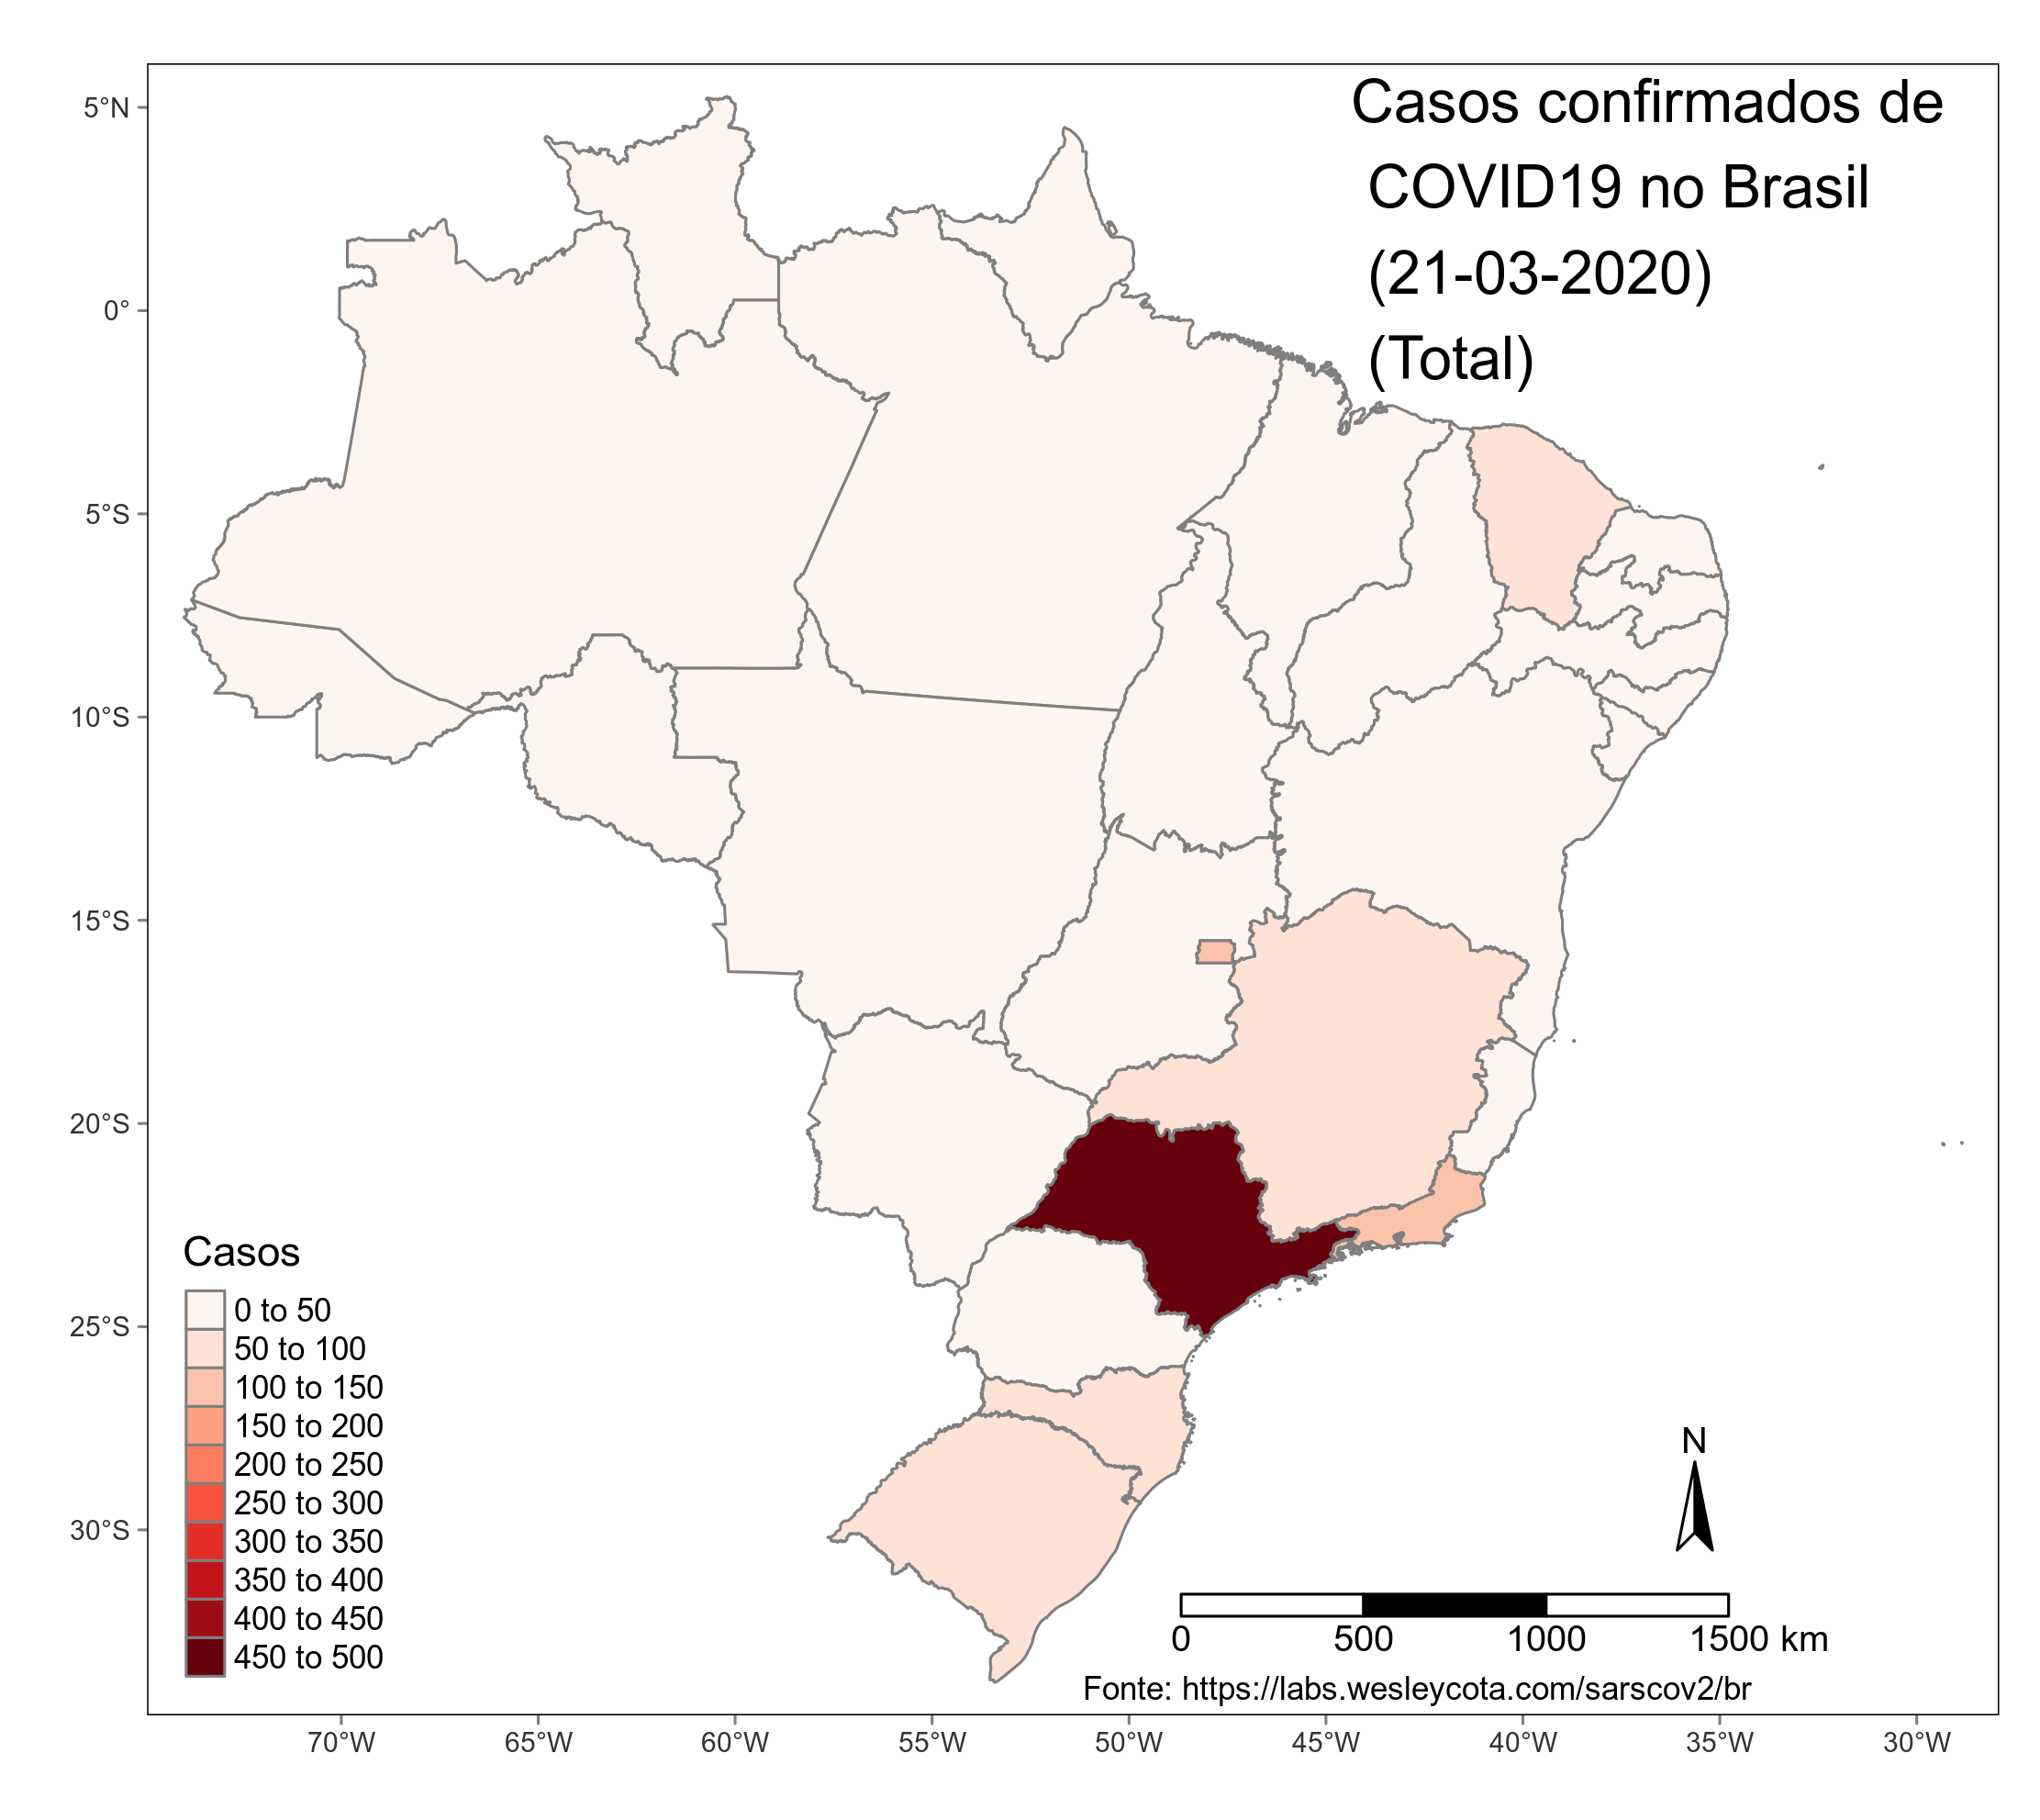 Casos confirmados de
COVID19 no Brasil
(21-03-2020)
(Total)
5°N
0°
5°S
10°S
15°S
20°S
25°S
30°S
Casos
0 to 50
50 to 100
100 to 150
150 to 200
200 to 250
250 to 300
300 to 350
350 to 400
400 to 450
450 to 500
N
0 500 1000 1500 km
Fonte: https://labs.wesleycota.com/sarscov2/br
70°W 65°W 60°W 55°W 50°W 45°W 40°W 35°W 30°W